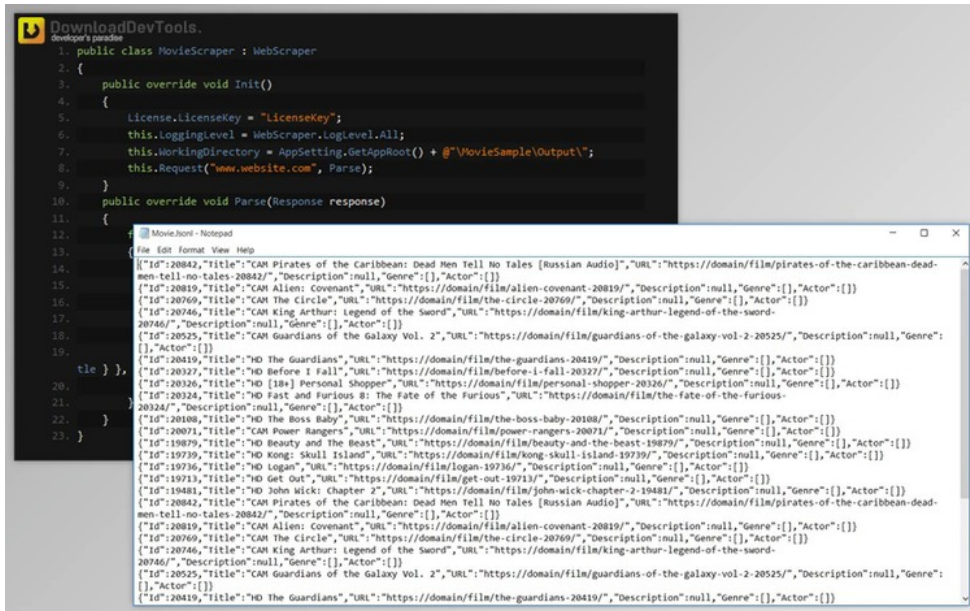 DownloadDevTools.
developer's paradise
1. public class MovieScraper : WebScraper
2. {
3. public override void Init()
4. {
5. License.LicenseKey = "LicenseKey";
6. this.LoggingLevel = WebScraper.LogLevel.All;
7. this.WorkingDirectory = AppSetting.GetAppRoot() + @"\MovieSample\Output\";
8. this.Request("www.website.com", Parse);
9. }
10. public override void Parse(Response response)
11. {
12. f
13. {
14.
15.
16.
17.
18.
19.
tle } },
20.
21. }
22. }
23. }
Movie.Jsonl - Notepad
File Edit Format View Help
{"Id":20842,"Title":"CAM Pirates of the Caribbean: Dead Men Tell No Tales [Russian Audio]","URL":"https://domain/film/pirates-of-the-caribbean-dead-
men-tell-no-tales-20842/","Description":null,"Genre":[],"Actor":[]}
{"Id":20819,"Title":"CAM Alien: Covenant","URL":"https://domain/film/alien-covenant-20819/","Description":null,"Genre":[],"Actor":[]}
{"Id":20769,"Title":"CAM The Circle","URL":"https://domain/film/the-circle-20769/","Description":null,"Genre":[],"Actor":[]}
{"Id":20746,"Title":"CAM King Arthur: Legend of the Sword","URL":"https://domain/film/king-arthur-legend-of-the-sword-
20746/","Description":null,"Genre":[],"Actor":[]}
{"Id":20525,"Title":"CAM Guardians of the Galaxy Vol. 2","URL":"https://domain/film/guardians-of-the-galaxy-vol-2-20525/","Description":null,"Genre":
[],"Actor":[]}
{"Id":20419,"Title":"HD The Guardians","URL":"https://domain/film/the-guardians-20419/","Description":null,"Genre":[],"Actor":[]}
{"Id":20327,"Title":"HD Before I Fall","URL":"https://domain/film/before-i-fall-20327/","Description":null,"Genre":[],"Actor":[]}
{"Id":20326,"Title":"HD [18+] Personal Shopper","URL":"https://domain/film/personal-shopper-20326/","Description":null,"Genre":[],"Actor":[]}
{"Id":20324,"Title":"HD Fast and Furious 8: The Fate of the Furious","URL":"https://domain/film/the-fate-of-the-furious-
20324/","Description":null,"Genre":[],"Actor":[]}
{"Id":20108,"Title":"HD The Boss Baby","URL":"https://domain/film/the-boss-baby-20108/","Description":null,"Genre":[],"Actor":[]}
{"Id":20071,"Title":"CAM Power Rangers","URL":"https://domain/film/power-rangers-20071/","Description":null,"Genre":[],"Actor":[]}
{"Id":19879,"Title":"HD Beauty and The Beast","URL":"https://domain/film/beauty-and-the-beast-19879/","Description":null,"Genre":[],"Actor":[]}
{"Id":19739,"Title":"HD Kong: Skull Island","URL":"https://domain/film/kong-skull-island-19739/","Description":null,"Genre":[],"Actor":[]}
{"Id":19736,"Title":"HD Logan","URL":"https://domain/film/logan-19736/","Description":null,"Genre":[],"Actor":[]}
{"Id":19713,"Title":"HD Get Out","URL":"https://domain/film/get-out-19713/","Description":null,"Genre":[],"Actor":[]}
{"Id":19481,"Title":"HD John Wick: Chapter 2","URL":"https://domain/film/john-wick-chapter-2-19481/","Description":null,"Genre":[],"Actor":[]}
{"Id":20842,"Title":"CAM Pirates of the Caribbean: Dead Men Tell No Tales [Russian Audio]","URL":"https://domain/film/pirates-of-the-caribbean-dead-
men-tell-no-tales-20842/","Description":null,"Genre":[],"Actor":[]}
{"Id":20819,"Title":"CAM Alien: Covenant","URL":"https://domain/film/alien-covenant-20819/","Description":null,"Genre":[],"Actor":[]}
{"Id":20769,"Title":"CAM The Circle","URL":"https://domain/film/the-circle-20769/","Description":null,"Genre":[],"Actor":[]}
{"Id":20746,"Title":"CAM King Arthur: Legend of the Sword","URL":"https://domain/film/king-arthur-legend-of-the-sword-
20746/","Description":null,"Genre":[],"Actor":[]}
{"Id":20525,"Title":"CAM Guardians of the Galaxy Vol. 2","URL":"https://domain/film/guardians-of-the-galaxy-vol-2-20525/","Description":null,"Genre":
[],"Actor":[]}
{"Id":20419,"Title":"HD The Guardians","URL":"https://domain/film/the-guardians-20419/","Description":null,"Genre":[],"Actor":[]}